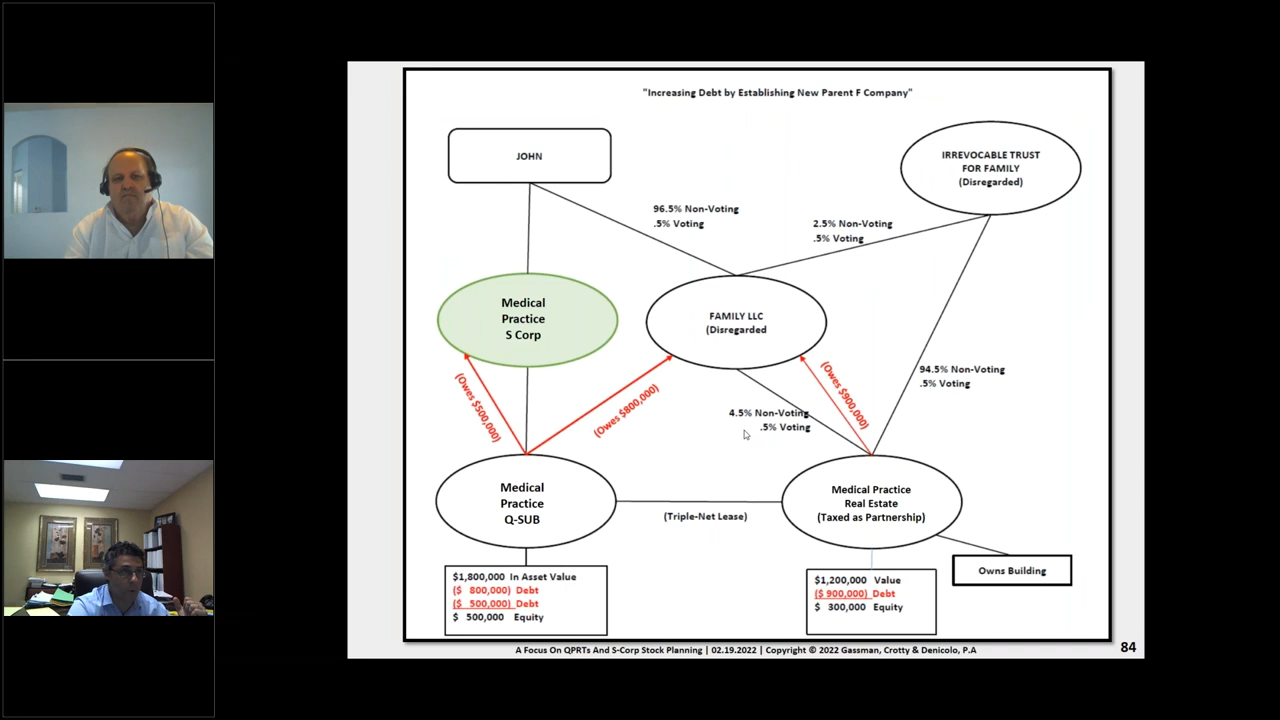 "Increasing Debt by Establishing New Parent F Company"
JOHN
IRREVOCABLE TRUST
FOR FAMILY
(Disregarded)
96.5% Non-Voting
.5% Voting
2.5% Non-Voting
.5% Voting
Medical
Practice
S Corp
FAMILY LLC
(Disregarded
94.5% Non-Voting
.5% Voting
(Owes $500,000)
(Owes $800,000)
(Owes $900,000)
4.5% Non-Voting
.5% Voting
Medical
Practice
Q-SUB
(Triple-Net Lease)
Medical Practice
Real Estate
(Taxed as Partnership)
Owns Building
$1,800,000 In Asset Value
($ 800,000) Debt
($ 500,000) Debt
$ 500,000 Equity
$1,200,000 Value
($ 900,000) Debt
$ 300,000 Equity
A Focus On QPRTs And S-Corp Stock Planning | 02.19.2022 | Copyright © 2022 Gassman, Crotty & Denicolo, P.A
84